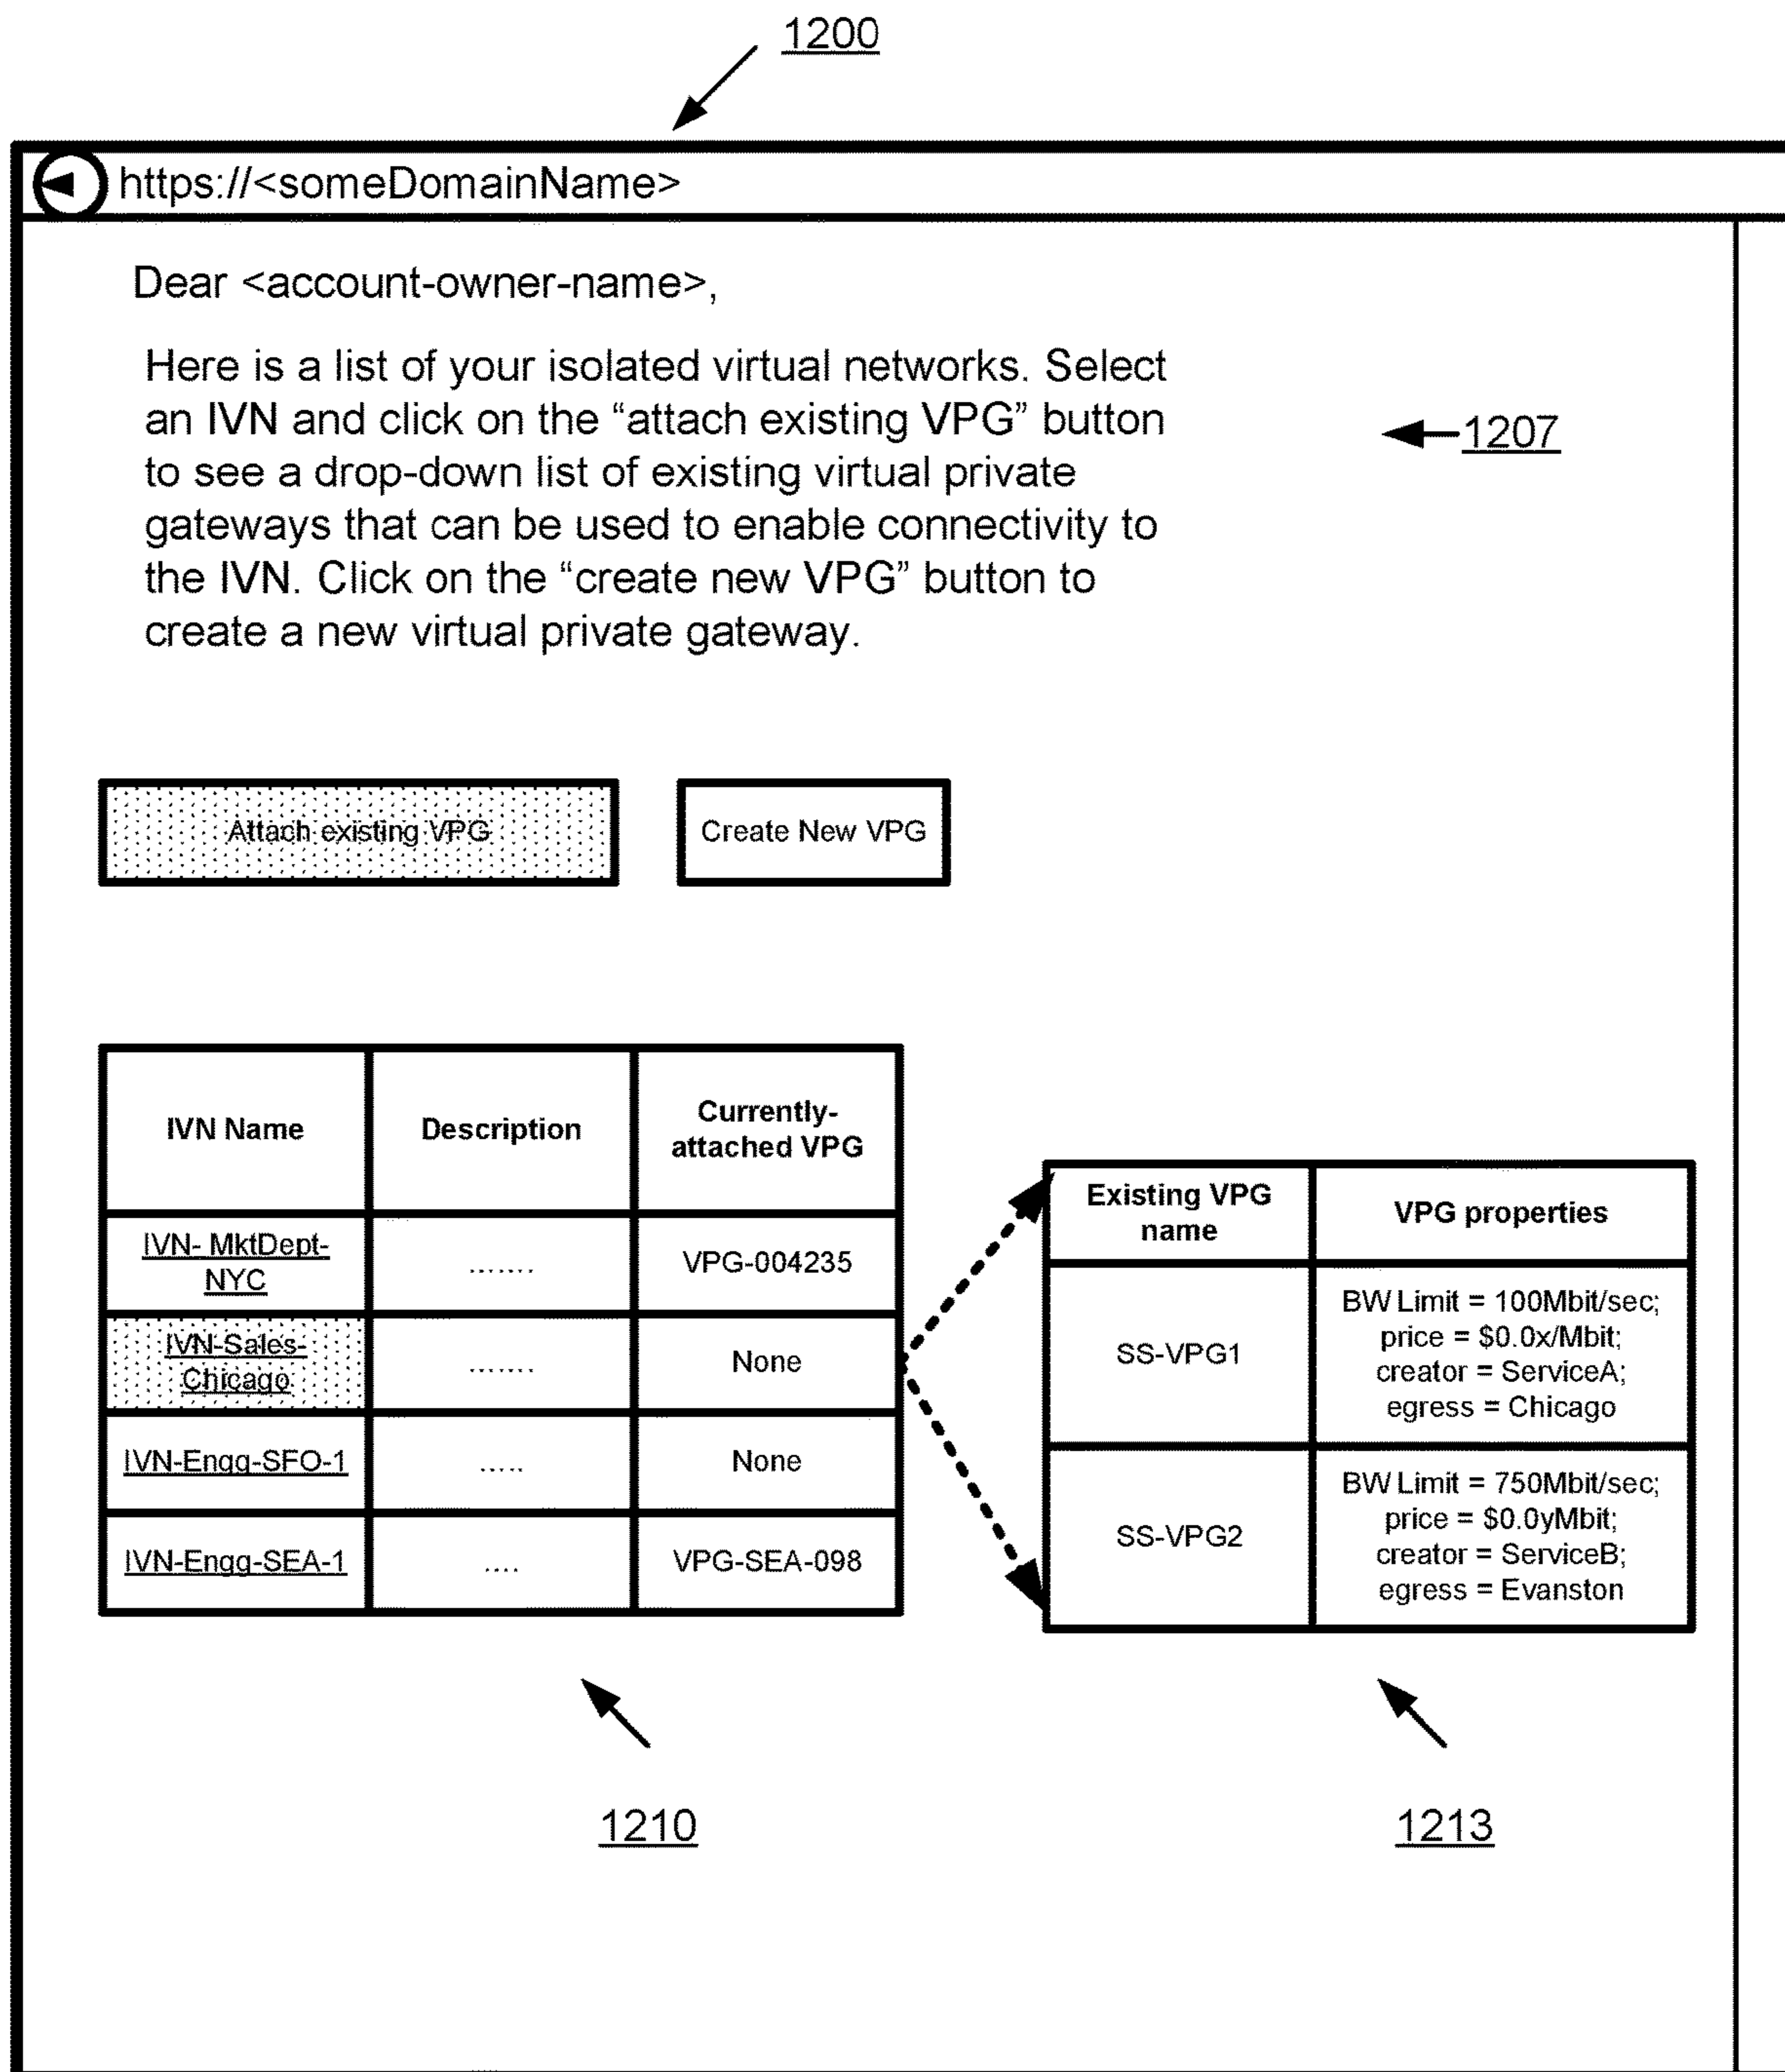 1200
https://<someDomainName>
Dear <account-owner-name>,
Here is a list of your isolated virtual networks. Select
an IVN and click on the “attach existing VPG” button
to see a drop-down list of existing virtual private
gateways that can be used to enable connectivity to
the IVN. Click on the “create new VPG” button to
create a new virtual private gateway.
1207
Attach existing VPG
Create New VPG
IVN Name
Description
Currently-
attached VPG
IVN- MktDept-
NYC
.......
VPG-004235
IVN-Sales-
Chicago
.......
None
IVN-Engg-SFO-1
.....
None
IVN-Engg-SEA-1
....
VPG-SEA-098
Existing VPG
name
VPG properties
SS-VPG1
BW Limit = 100Mbit/sec;
price = $0.0x/Mbit;
creator = ServiceA;
egress = Chicago
SS-VPG2
BW Limit = 750Mbit/sec;
price = $0.0yMbit;
creator = ServiceB;
egress = Evanston
1210
1213